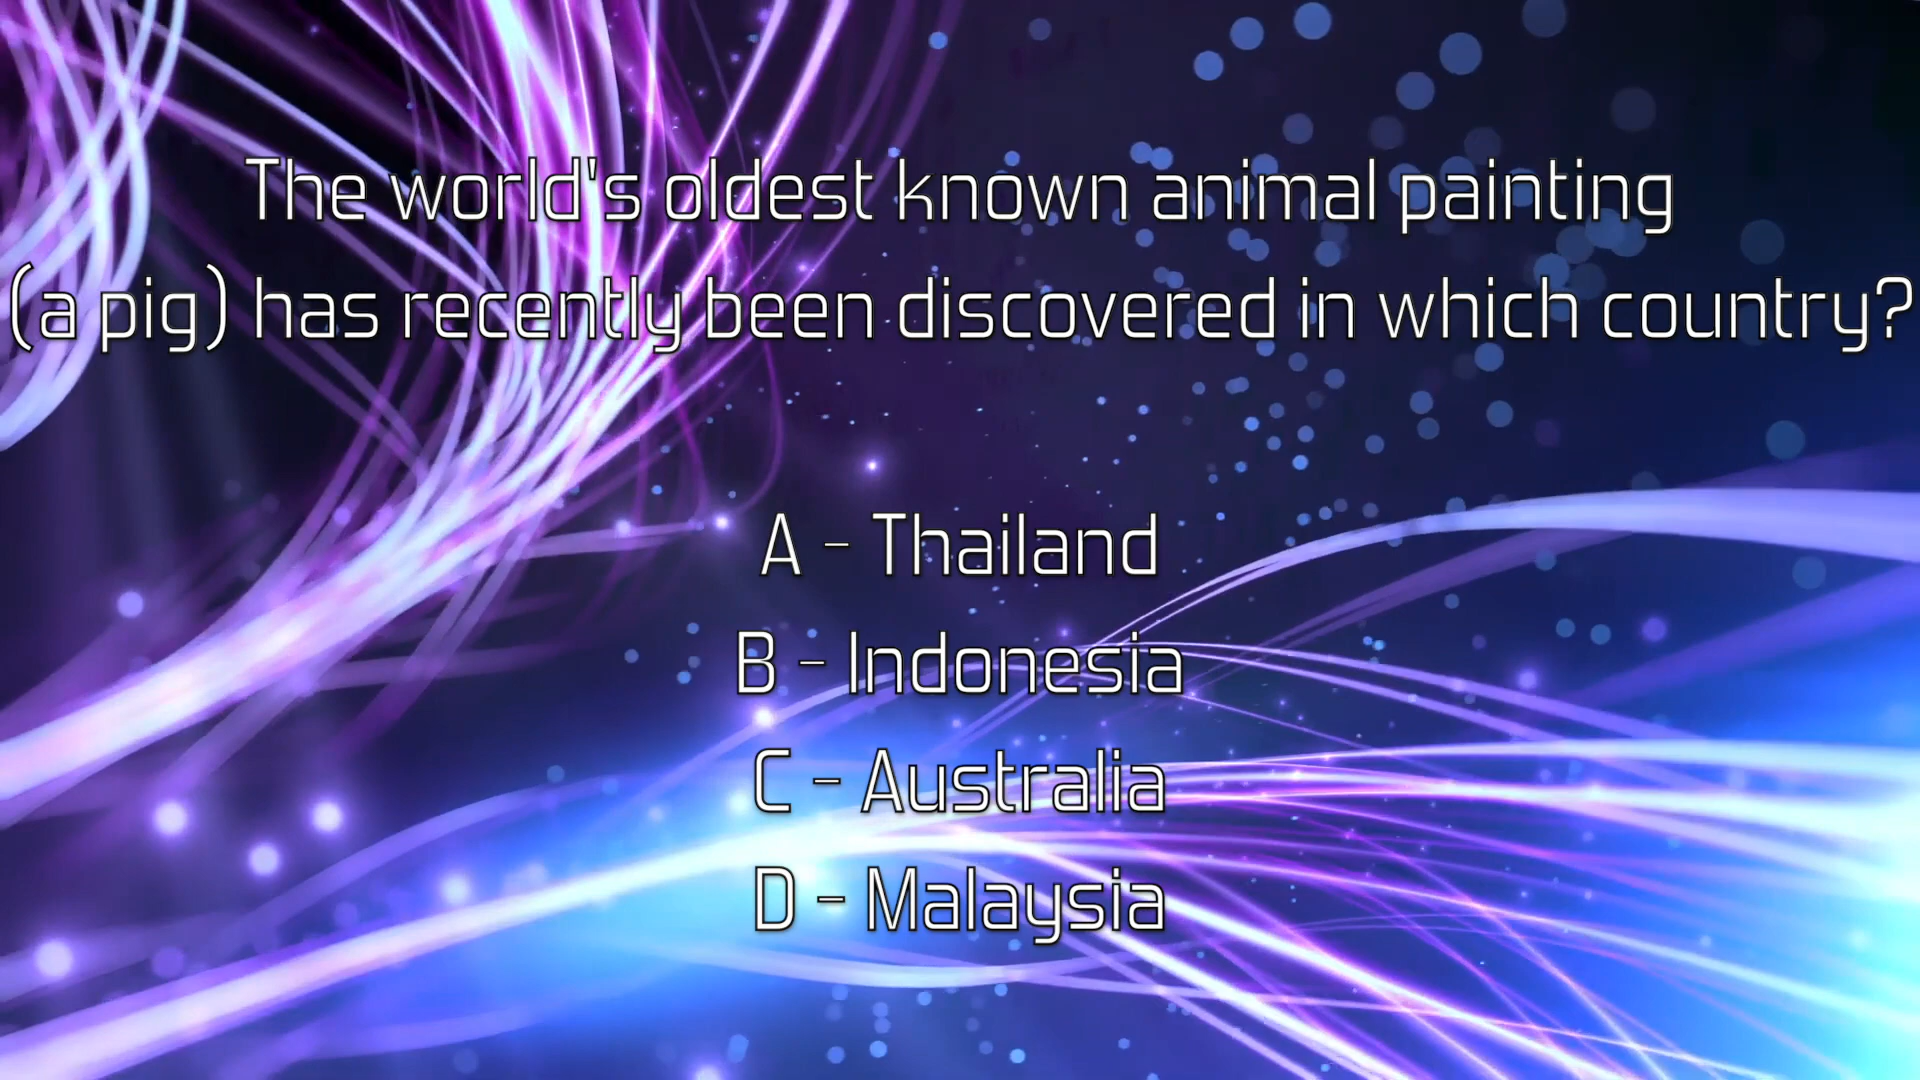 The world's oldest known animal painting
(a pig) has recently been discovered in which country?
A - Thailand
B - Indonesia
C - Australia
D - Malaysia